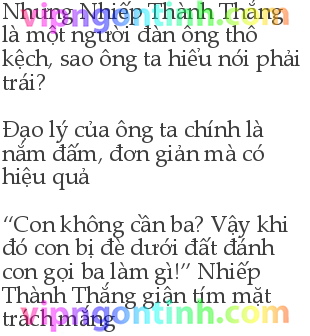 Nhưng Nhiếp Thành Thắng
vipngontinh.com
là một người đàn ông thô
kệch, sao ông ta hiểu nói phải
trái?
Đạo lý của ông ta chính là
nắm đấm, đơn giản mà có
hiệu quả
“Con không cần ba? Vậy khi
đó con bị đè dưới đất đánh
con gọi ba làm gì!” Nhiếp
Thành Thắng giận tím mặt
trách mắng
vipngontinh.com